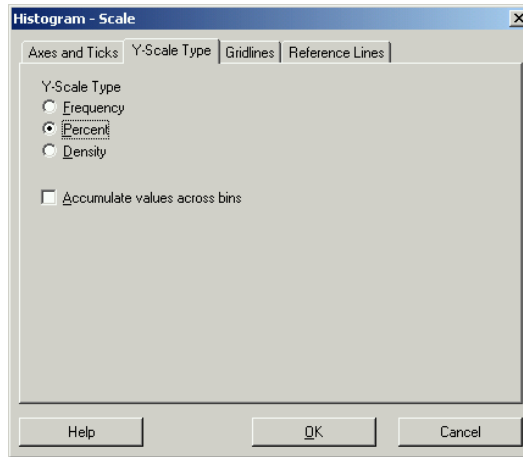 Histogram - Scale
Axes and Ticks Y-Scale Type Gridlines Reference Lines
Y-Scale Type
Frequency
Percent
Density
Accumulate values across bins
Help OK Cancel